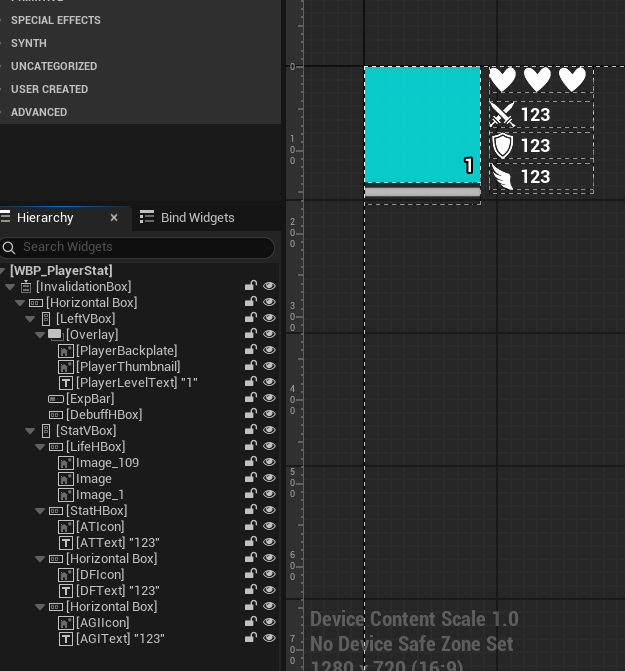 SPECIAL EFFECTS
SYNTH
UNCATEGORIZED
USER CREATED
ADVANCED
Hierarchy
Bind Widgets
Search Widgets
[WBP_PlayerStat]
[InvalidationBox]
[Horizontal Box]
[LeftVBox]
[Overlay]
[PlayerBackplate]
[PlayerThumbnail]
[PlayerLevelText] "1"
[ExpBar]
[DebuffHBox]
[StatVBox]
[LifeHBox]
Image_109
Image
Image_1
[StatHBox]
[ATIcon]
[ATText] "123"
[Horizontal Box]
[DFIcon]
[DFText] "123"
[Horizontal Box]
[AGIIcon]
[AGIText] "123"
0
100
200
300
400
500
600
1
123
123
123
Device Content Scale 1.0
No Device Safe Zone Set
1280 x 720 (16:9)